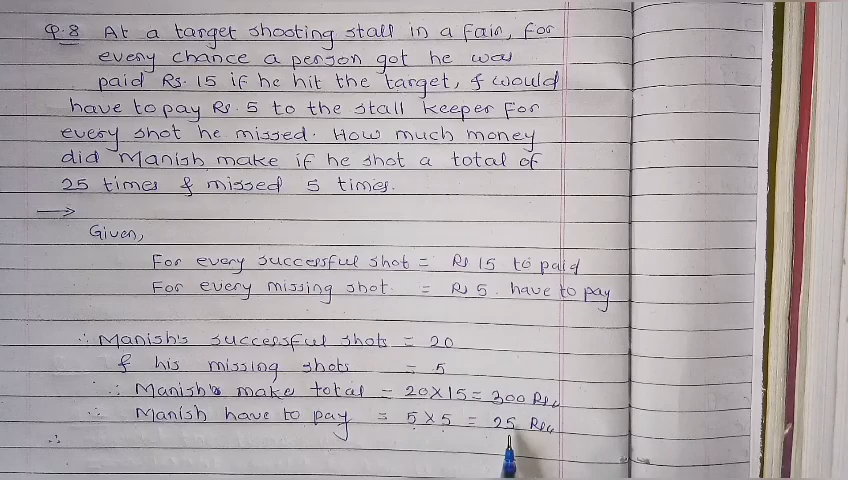 Q.8 At a target shooting stall in a fair, for
every chance a person got he was
paid Rs. 15 if he hit the target, & would
have to pay Rs. 5 to the stall keeper for
every shot he missed. How much money
did Manish make if he shot a total of
25 times & missed 5 times.
→
Given,
For every successful shot = Rs 15 to paid
For every missing shot. = Rs 5. have to pay
∴ Manish's successful shots = 20
& his missing shots = 5
∴ Manish's make total = 20×15 = 300 Rs.
∴ Manish have to pay = 5×5 = 25 Rs.
∴